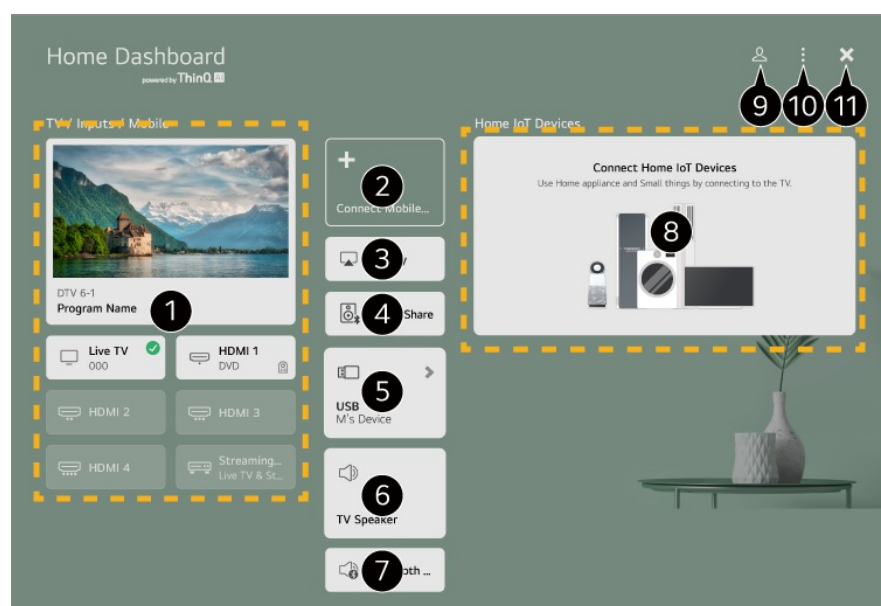 Home Dashboard
powered by ThinQ AI
9 10 11
TV / Inputs / Mobile
Home IoT Devices
DTV 6-1
Program Name
1
Live TV
000
HDMI 1
DVD
HDMI 2
HDMI 3
HDMI 4
Streaming...
Live TV & St...
2
Connect Mobile...
3
4
Share
5
USB
M's Device
6
TV Speaker
7
...
Connect Home IoT Devices
Use Home appliance and Small things by connecting to the TV.
8